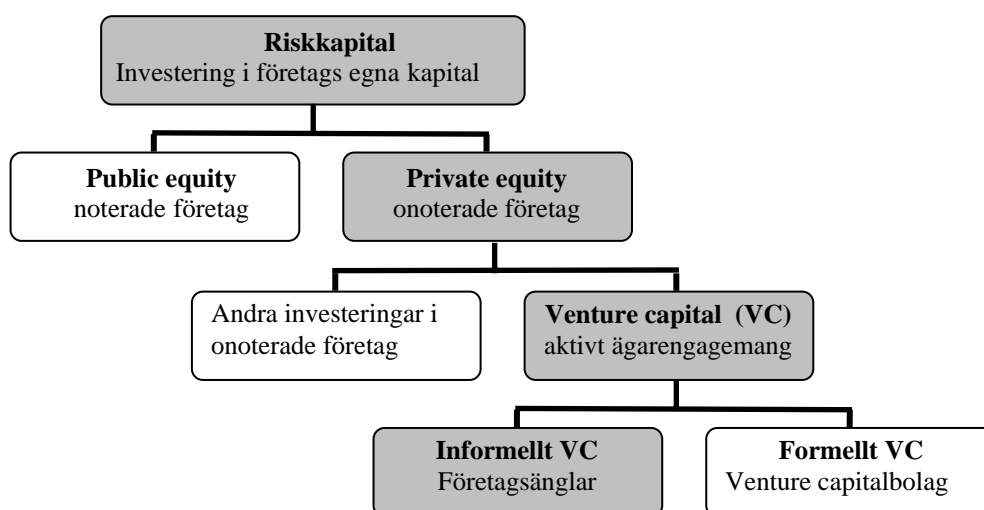 Riskkapital
Investering i företags egna kapital
Public equity
noterade företag
Private equity
onoterade företag
Andra investeringar i
onoterade företag
Venture capital (VC)
aktivt ägarengagemang
Informellt VC
Företagsänglar
Formellt VC
Venture capitalbolag